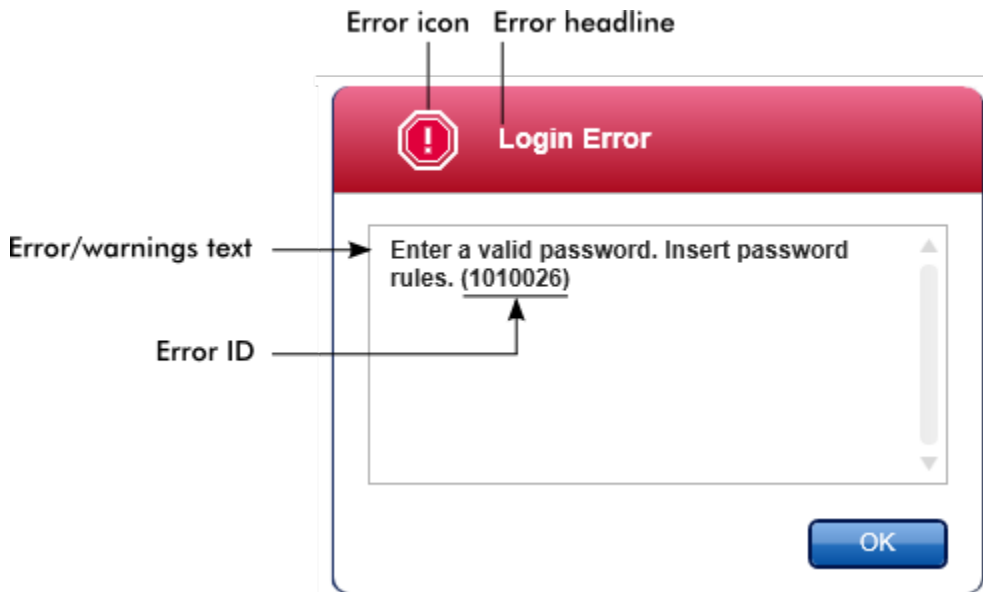 Error icon Error headline
Login Error
Error/warnings text
Enter a valid password. Insert password
rules. (1010026)
Error ID
OK